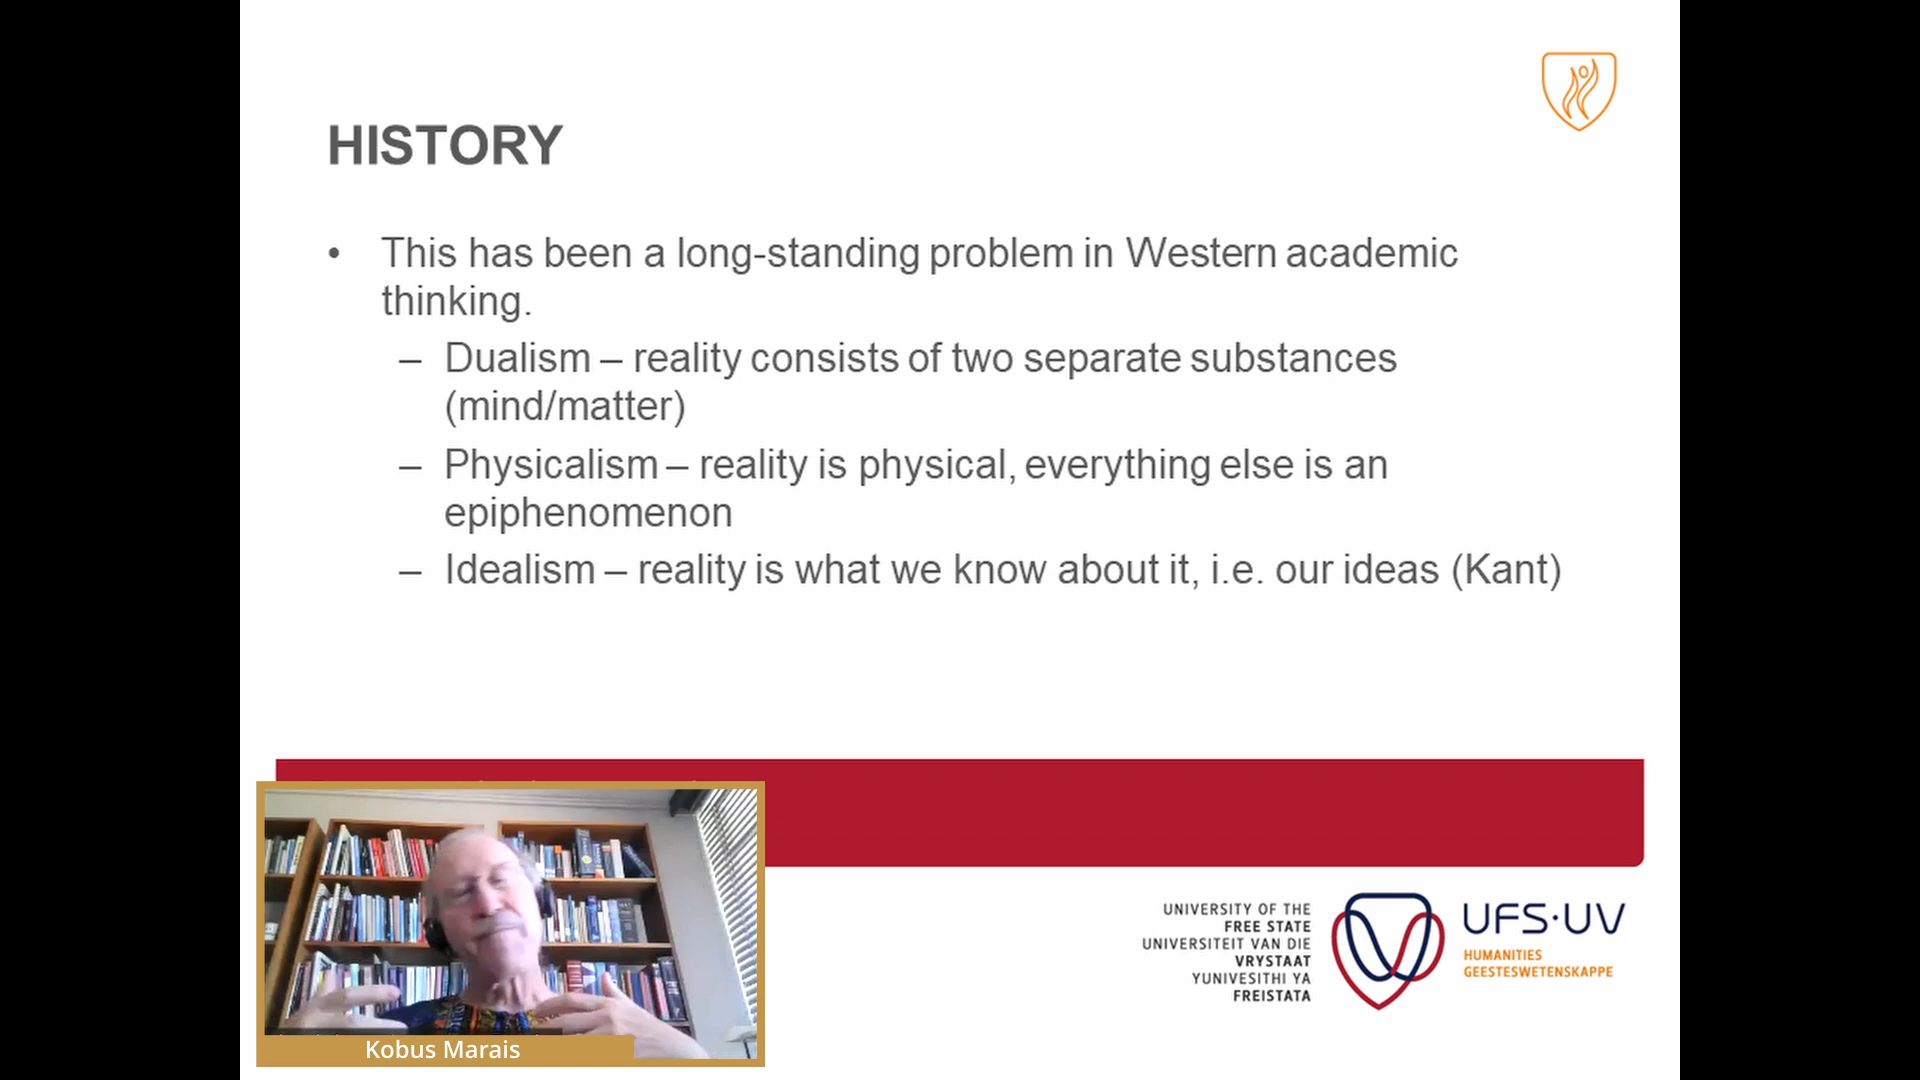 HISTORY
• This has been a long-standing problem in Western academic
thinking.
– Dualism – reality consists of two separate substances
(mind/matter)
– Physicalism – reality is physical, everything else is an
epiphenomenon
– Idealism – reality is what we know about it, i.e. our ideas (Kant)
Kobus Marais
UNIVERSITY OF THE
FREE STATE
UNIVERSITEIT VAN DIE
VRYSTAAT
YUNIVESITHI YA
FREISTATA
UFS·UV
HUMANITIES
GEESTESWETENSKAPPE